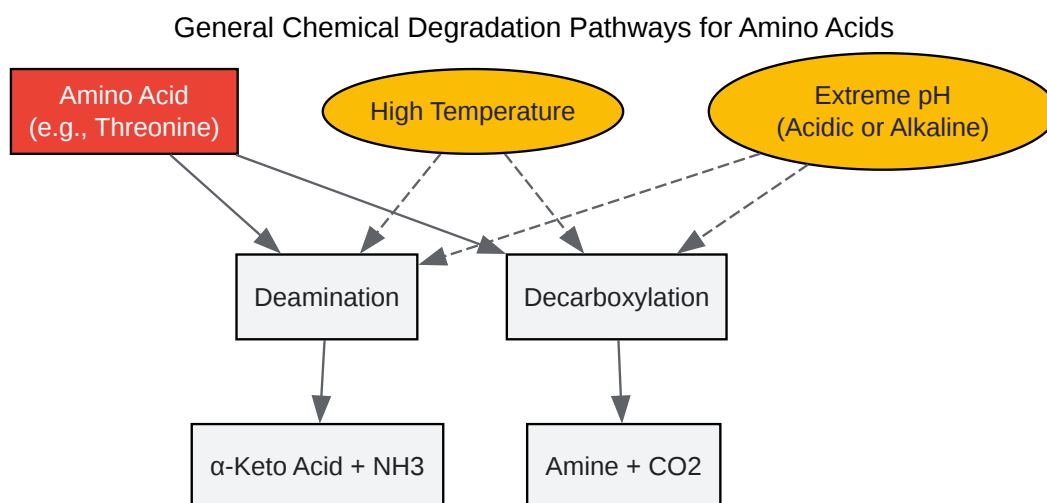 General Chemical Degradation Pathways for Amino Acids
Amino Acid
(e.g., Threonine)
High Temperature
Extreme pH
(Acidic or Alkaline)
Deamination
Decarboxylation
α-Keto Acid + NH3
Amine + CO2